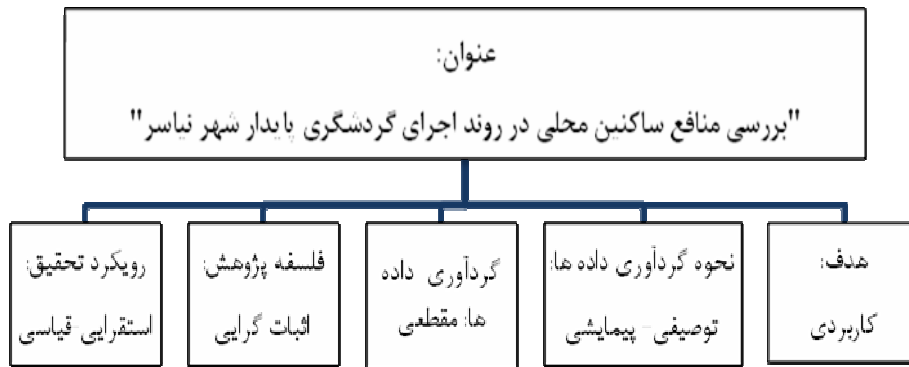 عنوان:
"بررسی منافع ساکنین محلی در روند اجرای گردشگری پایدار شهر نیاسر"
هدف:
کاربردی
نحوه گردآوری داده ها:
توصیفی- پیمایشی
گردآوری داده
ها: مقطعی
فلسفه پژوهش:
اثبات گرایی
رویکرد تحقیق:
استقرایی-قیاسی